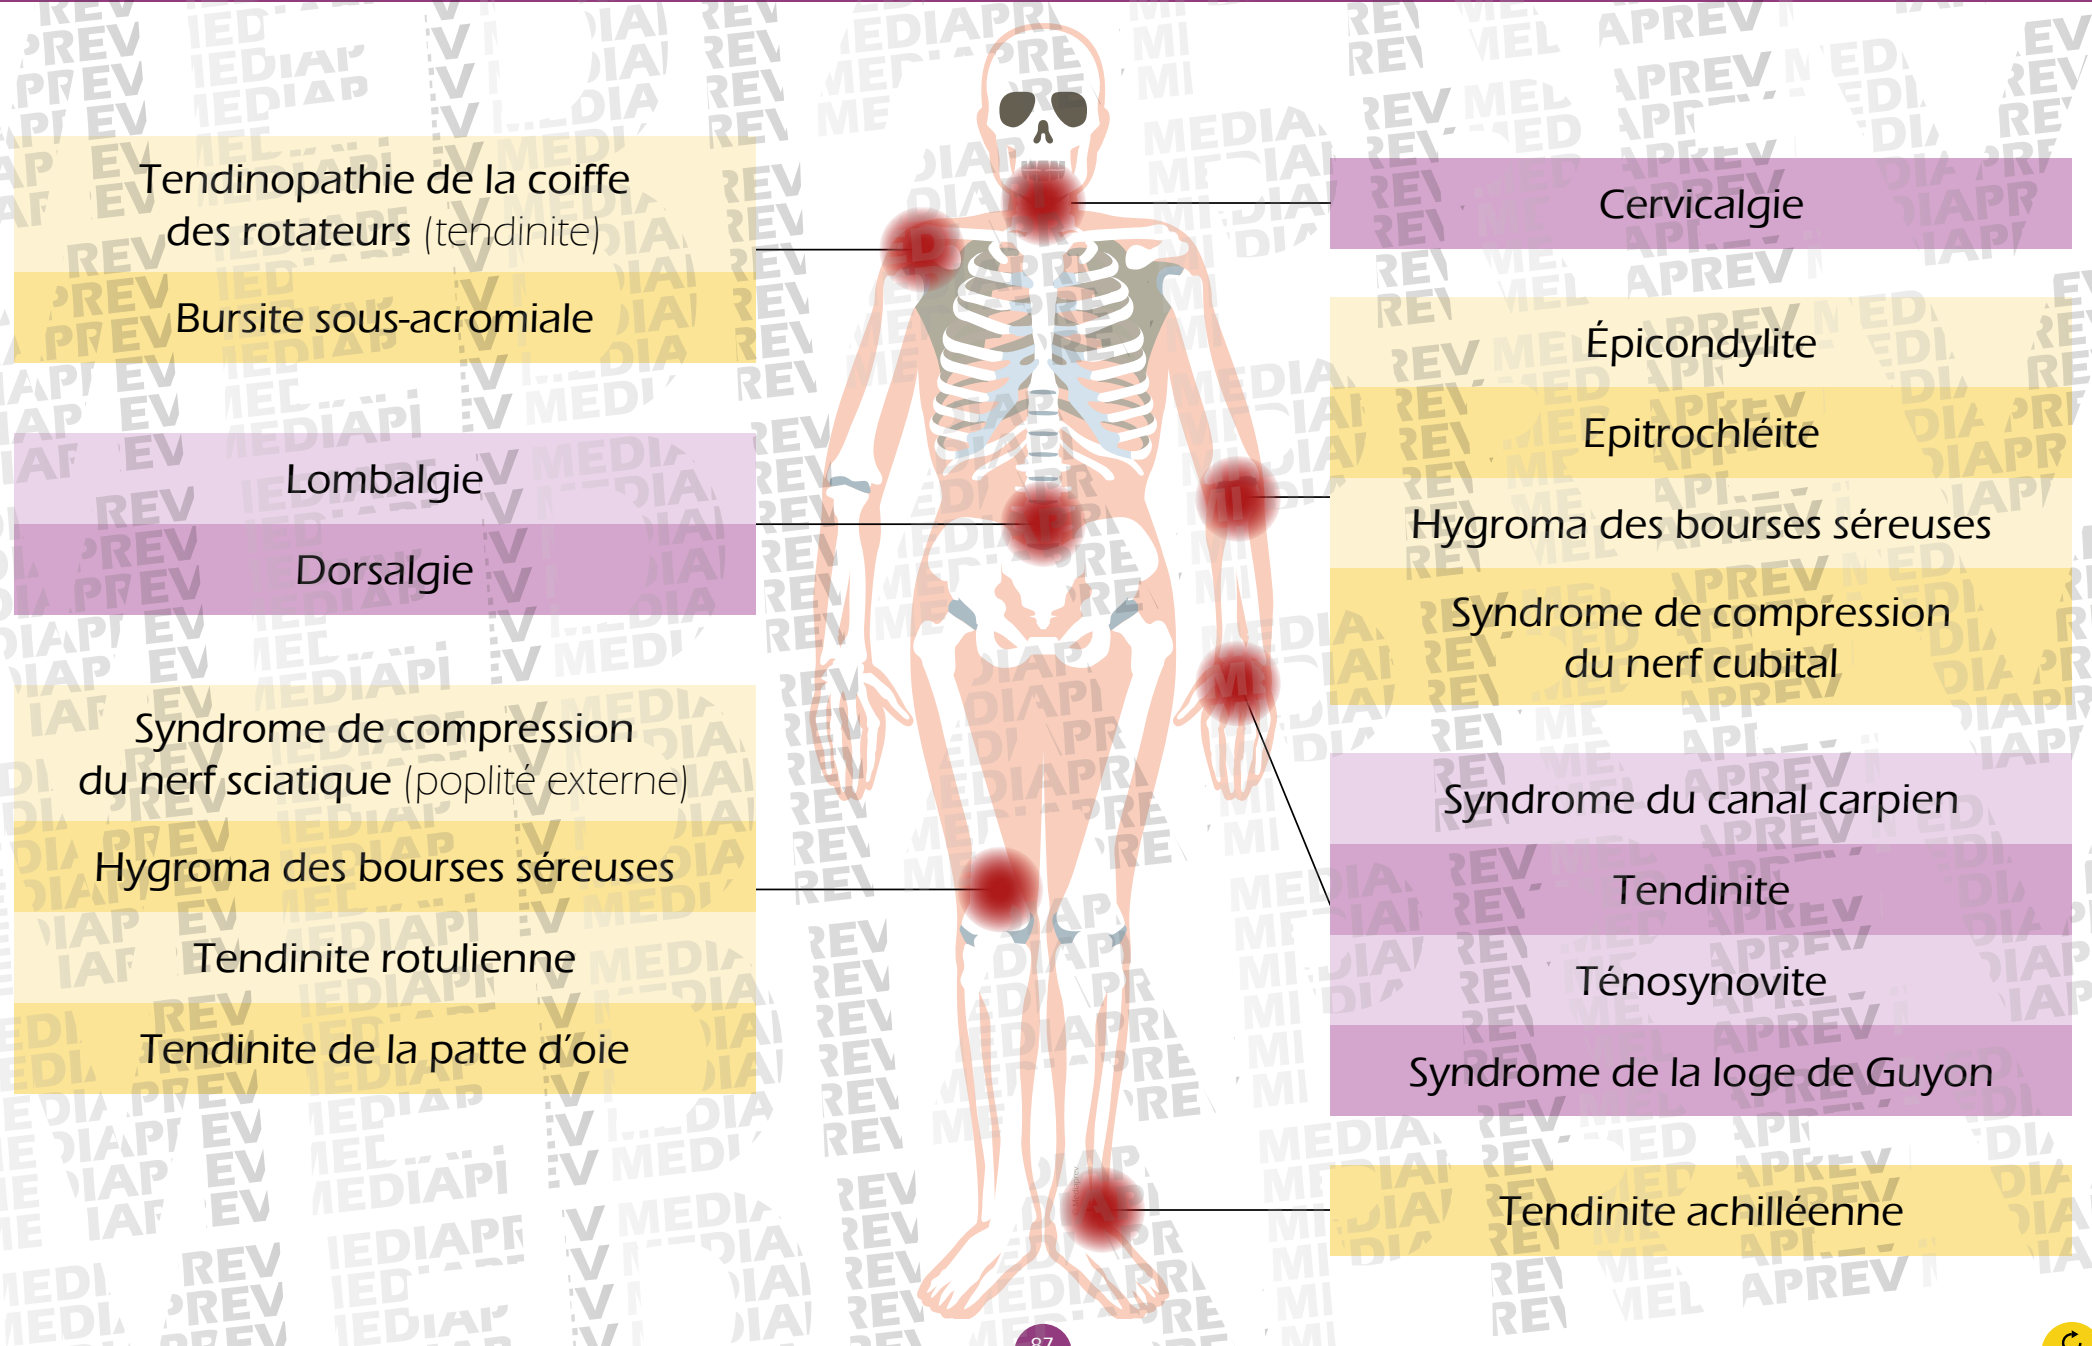 Tendinopathie de la coiffe
des rotateurs (tendinite)
Bursite sous-acromiale
Lombalgie
Dorsalgie
Syndrome de compression
du nerf sciatique (poplité externe)
Hygroma des bourses séreuses
Tendinite rotulienne
Tendinite de la patte d’oie
Cervicalgie
Épicondylite
Epitrochléite
Hygroma des bourses séreuses
Syndrome de compression
du nerf cubital
Syndrome du canal carpien
Tendinite
Ténosynovite
Syndrome de la loge de Guyon
Tendinite achilléenne
87